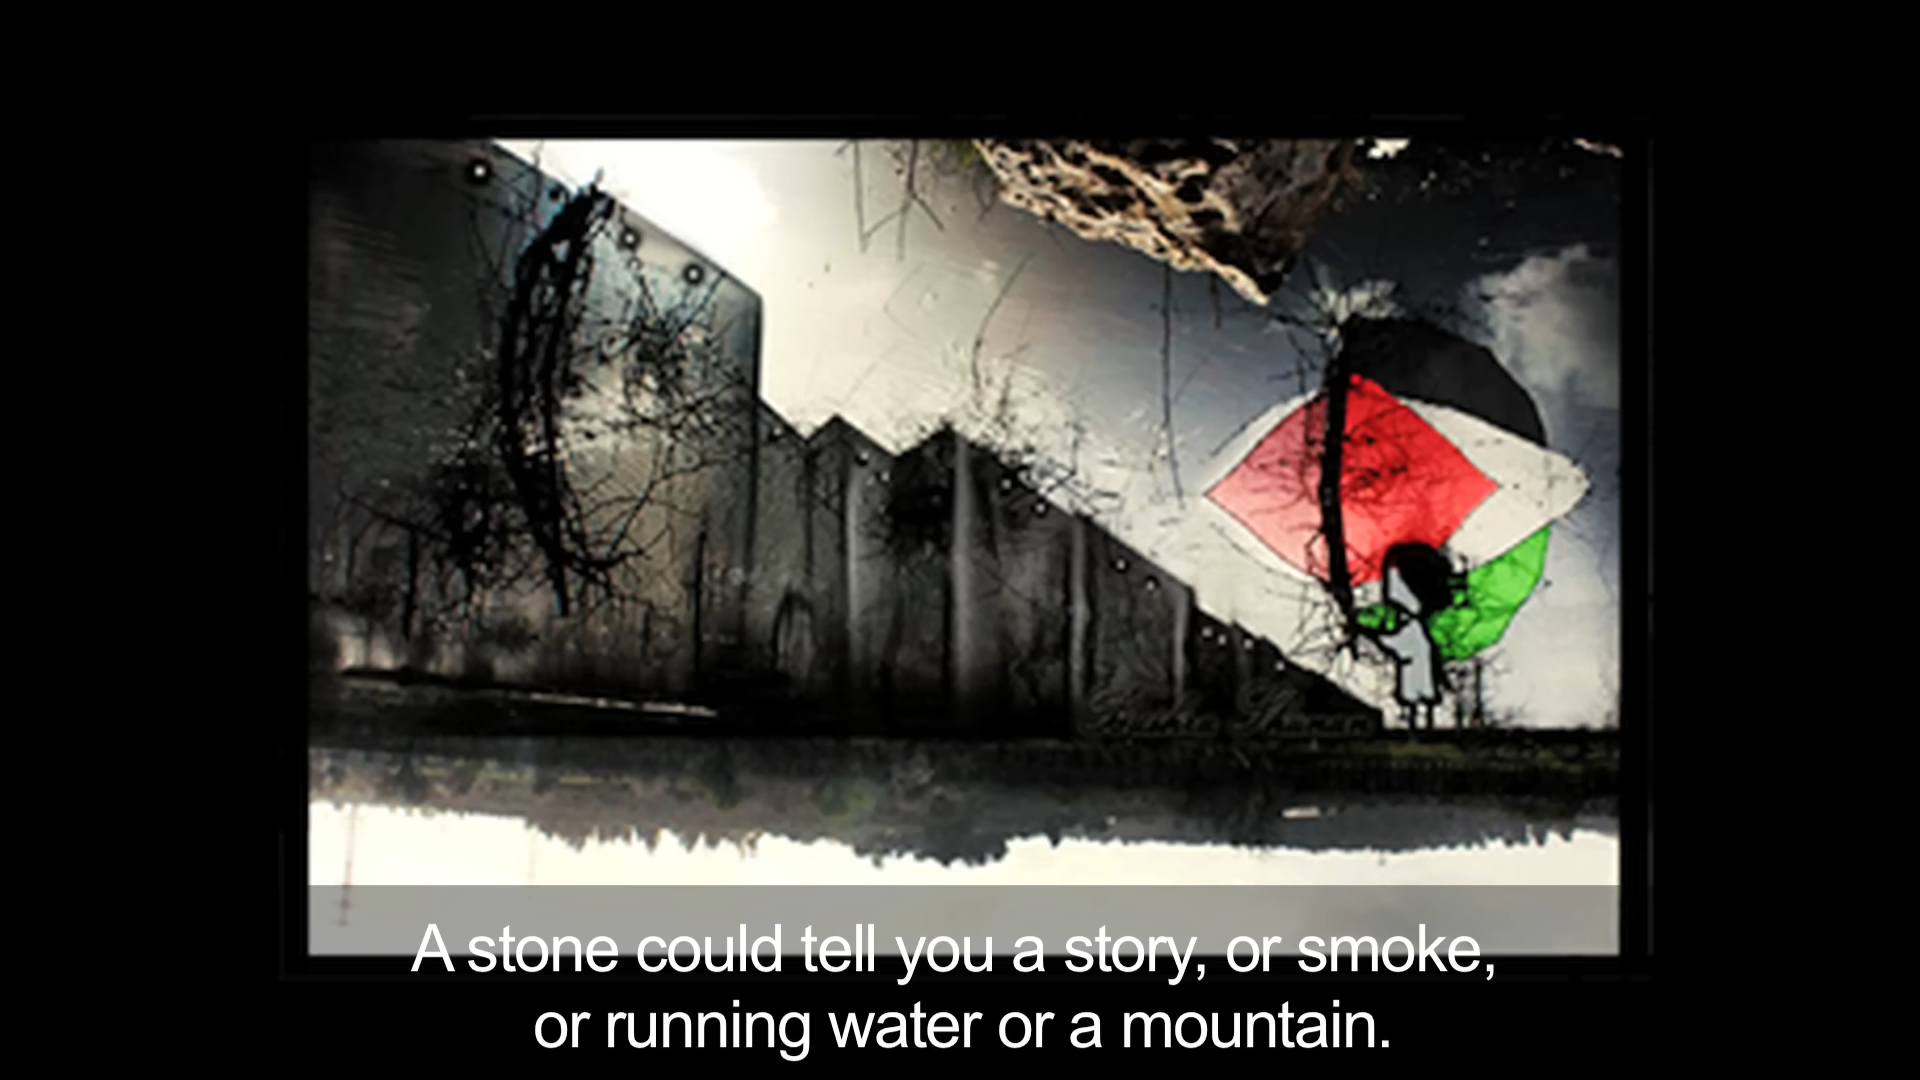 A stone could tell you a story, or smoke,
or running water or a mountain.